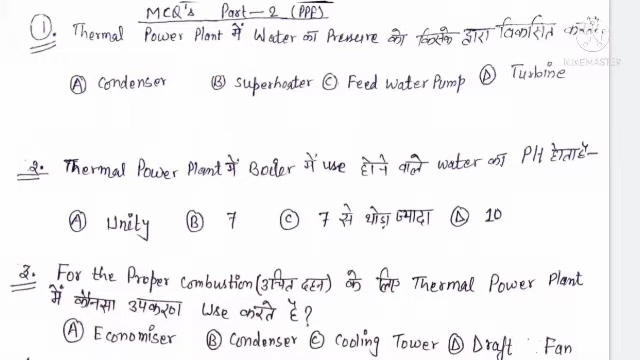 MCQ's Part-2 (PPE)
1. Thermal Power Plant में Water का Pressure को किसके द्वारा विकसित करते
KINEMASTER
A Condenser B Superheater C Feed Water Pump D Turbine
2. Thermal Power Plant में Boiler में use होने वाले water का PH होता है-
A Unity B 7 C 7 से थोड़ा ज्यादा D 10
3. For the Proper Combustion (उचित दहन) के लिए Thermal Power Plant
में कौनसा उपकरण use करते है?
A Economiser B Condenser C Cooling Tower D Draft Fan